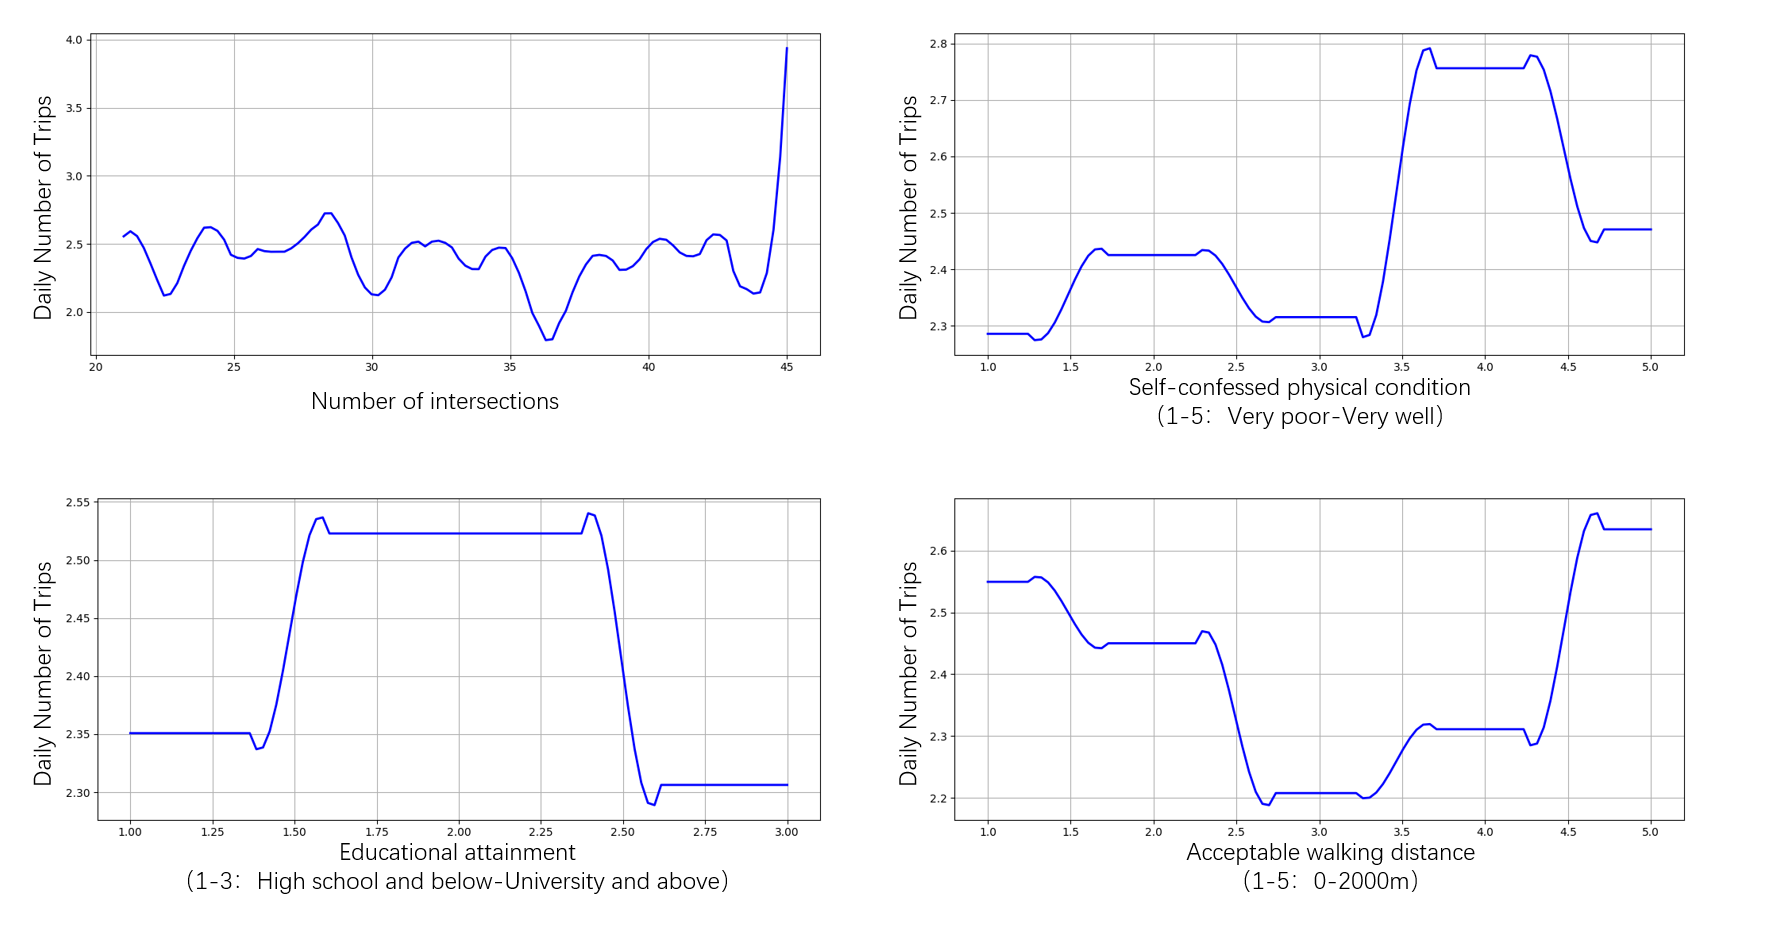 4.0
3.5
3.0
2.5
2.0
Daily Number of Trips
20 25 30 35 40 45
Number of intersections
2.8
2.7
2.6
2.5
2.4
2.3
Daily Number of Trips
1.0 1.5 2.0 2.5 3.0 3.5 4.0 4.5 5.0
Self-confessed physical condition
（1-5： Very poor-Very well）
2.55
2.50
2.45
2.40
2.35
2.30
Daily Number of Trips
1.00 1.25 1.50 1.75 2.00 2.25 2.50 2.75 3.00
Educational attainment
（1-3： High school and below-University and above）
2.6
2.5
2.4
2.3
2.2
Daily Number of Trips
1.0 1.5 2.0 2.5 3.0 3.5 4.0 4.5 5.0
Acceptable walking distance
（1-5： 0-2000m）